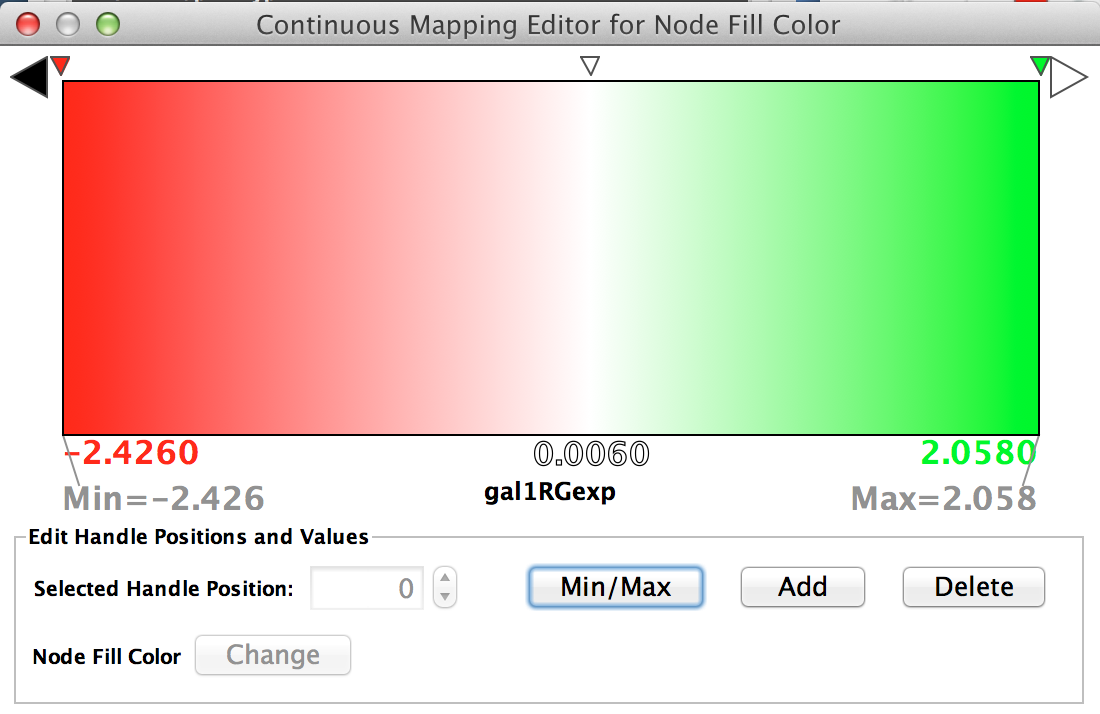 Continuous Mapping Editor for Node Fill Color
-2.4260 0.0060 2.0580
Min=-2.426 gal1RGexp Max=2.058
Edit Handle Positions and Values
Selected Handle Position: 0 Min/Max Add Delete
Node Fill Color Change